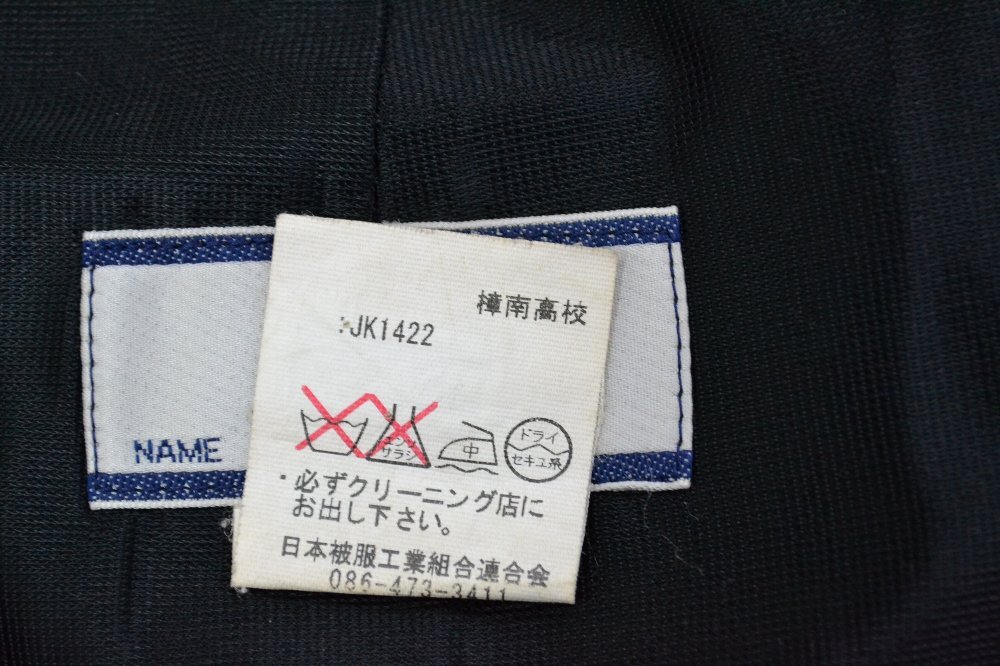 樟南高校
JK1422
エンソ
サラシ
中
ドライ
セキユ系
・必ずクリーニング店に
お出し下さい。
日本被服工業組合連合会
086-473-3411
NAME